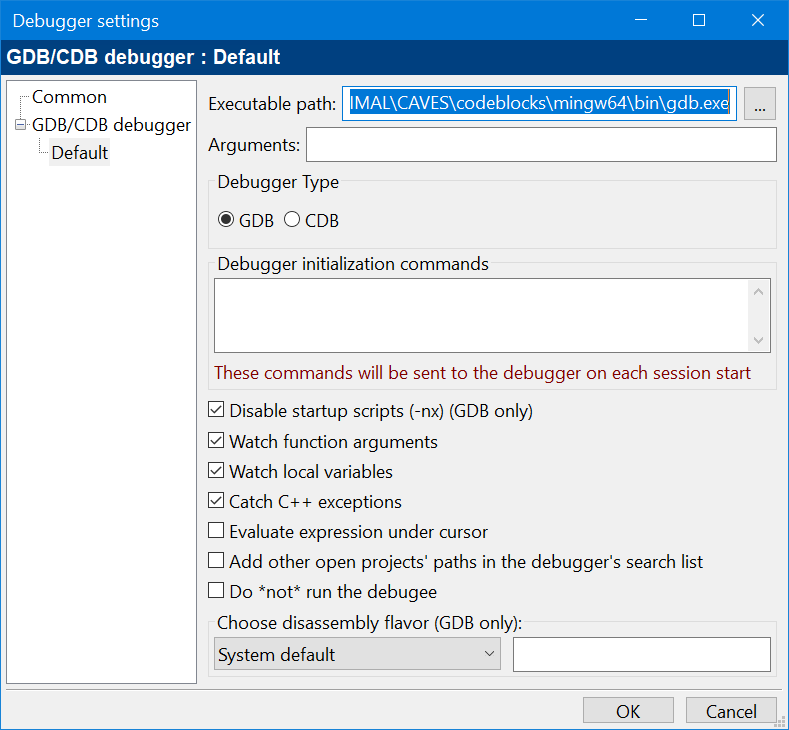 Debugger settings
GDB/CDB debugger : Default
Common
GDB/CDB debugger
Default
Executable path: IMAL\CAVES\codeblocks\mingw64\bin\gdb.exe ...
Arguments:
Debugger Type
GDB CDB
Debugger initialization commands
These commands will be sent to the debugger on each session start
Disable startup scripts (-nx) (GDB only)
Watch function arguments
Watch local variables
Catch C++ exceptions
Evaluate expression under cursor
Add other open projects' paths in the debugger's search list
Do *not* run the debugee
Choose disassembly flavor (GDB only):
System default
OK Cancel